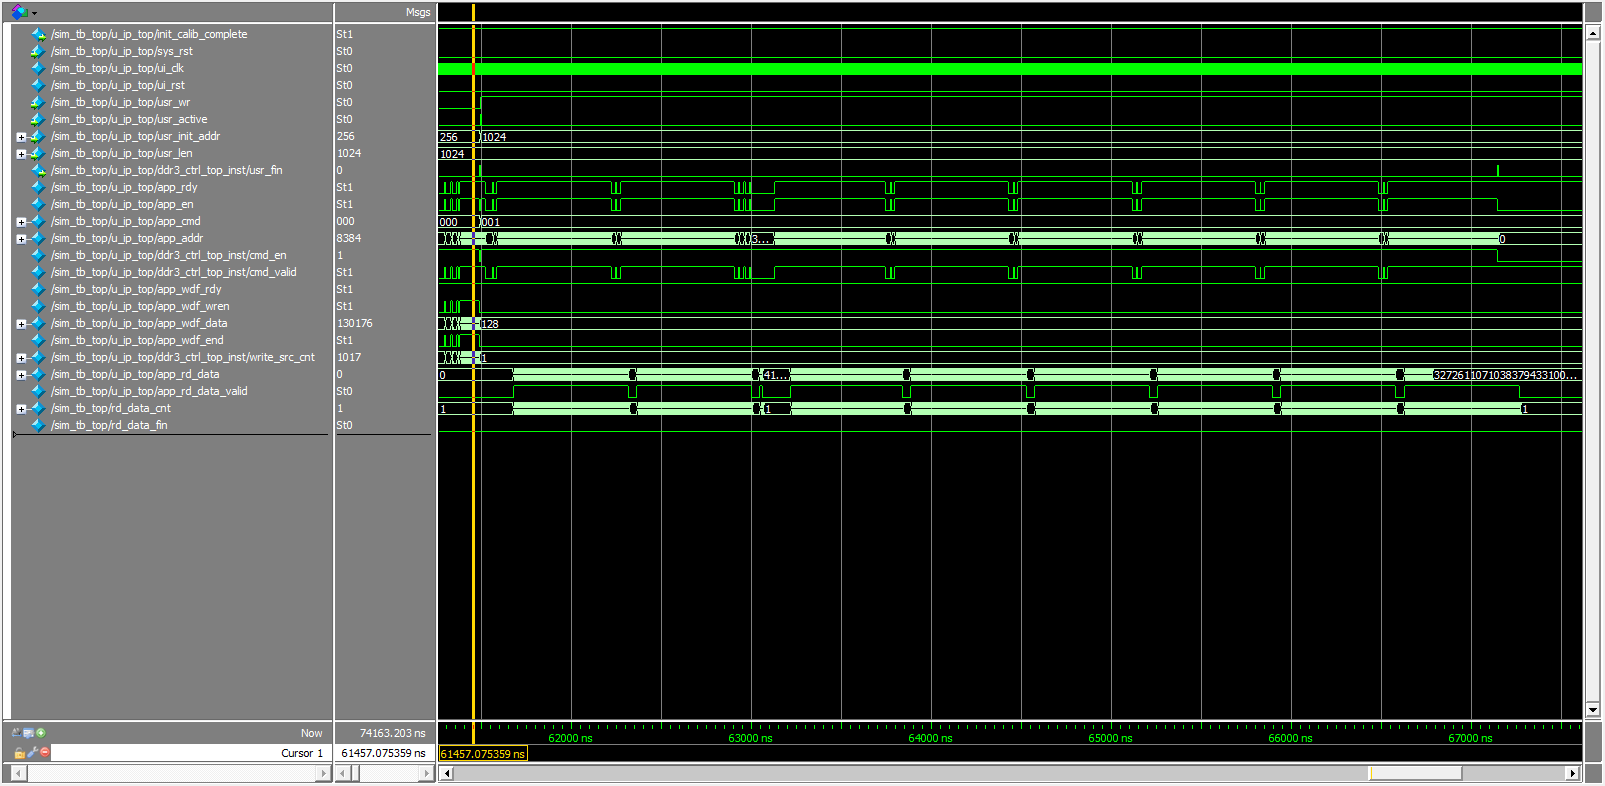 Msgs
/sim_tb_top/u_ip_top/init_calib_complete St1
/sim_tb_top/u_ip_top/sys_rst St0
/sim_tb_top/u_ip_top/ui_clk St0
/sim_tb_top/u_ip_top/ui_rst St0
/sim_tb_top/u_ip_top/usr_wr St0
/sim_tb_top/u_ip_top/usr_active St0
/sim_tb_top/u_ip_top/usr_init_addr 256 256 1024
/sim_tb_top/u_ip_top/usr_len 1024 1024
/sim_tb_top/u_ip_top/ddr3_ctrl_top_inst/usr_fin 0
/sim_tb_top/u_ip_top/app_rdy St1
/sim_tb_top/u_ip_top/app_en St1
/sim_tb_top/u_ip_top/app_cmd 000 000 001
/sim_tb_top/u_ip_top/app_addr 8384 3... 0
/sim_tb_top/u_ip_top/ddr3_ctrl_top_inst/cmd_en 1
/sim_tb_top/u_ip_top/ddr3_ctrl_top_inst/cmd_valid St1
/sim_tb_top/u_ip_top/app_wdf_rdy St1
/sim_tb_top/u_ip_top/app_wdf_wren St1
/sim_tb_top/u_ip_top/app_wdf_data 130176 128
/sim_tb_top/u_ip_top/app_wdf_end St1
/sim_tb_top/u_ip_top/ddr3_ctrl_top_inst/write_src_cnt 1017 1
/sim_tb_top/u_ip_top/app_rd_data 0 0 41... 3272611071038379433100...
/sim_tb_top/u_ip_top/app_rd_data_valid St0
/sim_tb_top/rd_data_cnt 1 1 1 1
/sim_tb_top/rd_data_fin St0
Now 74163.203 ns 62000 ns 63000 ns 64000 ns 65000 ns 66000 ns 67000 ns
Cursor 1 61457.075359 ns 61457.075359 ns